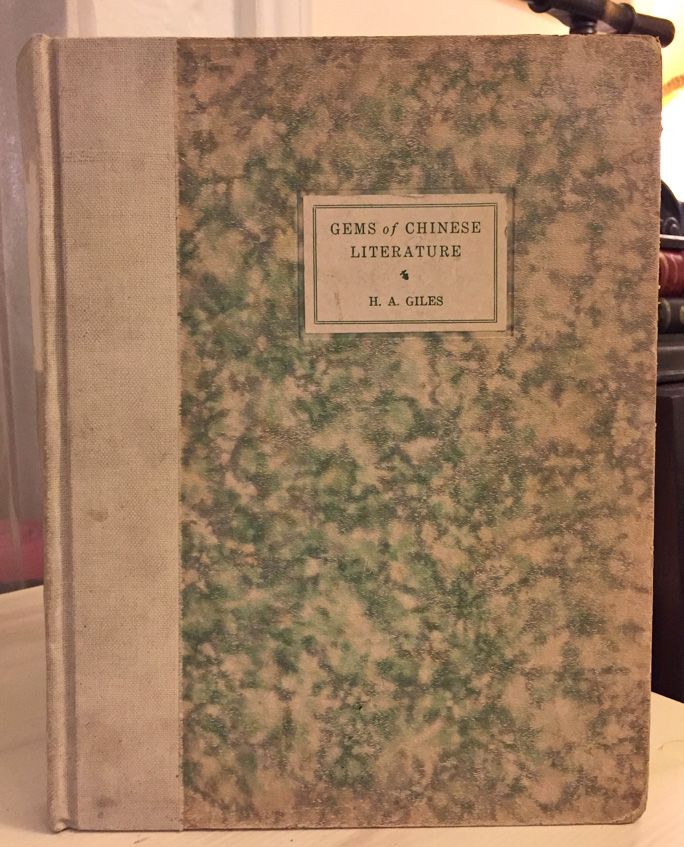 GEMS of CHINESE
LITERATURE
H. A. GILES